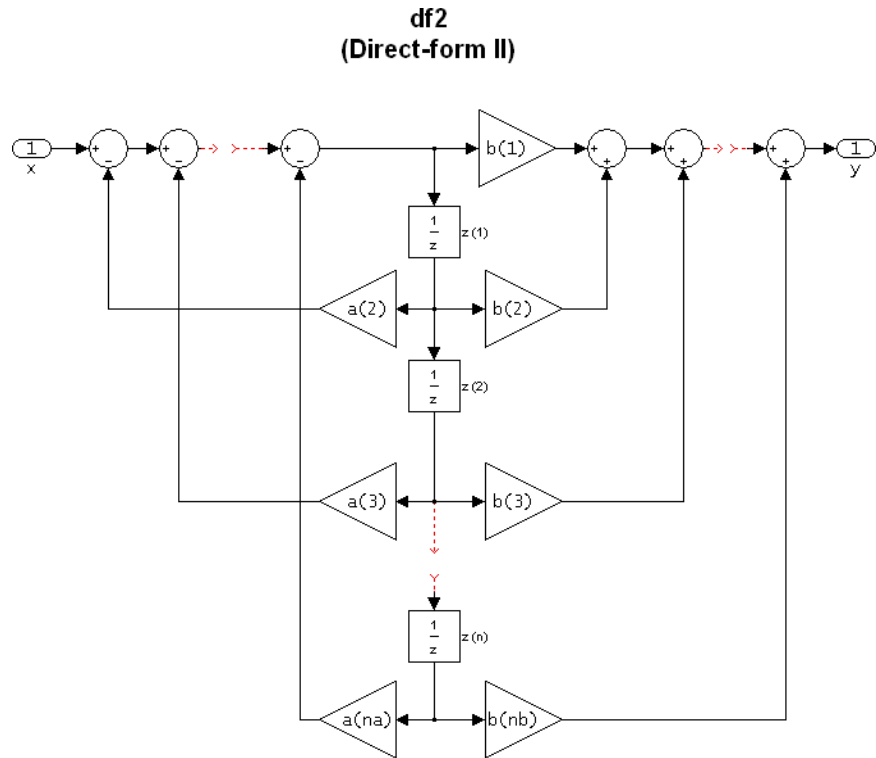 df2
(Direct-form II)
1
x
+
-
+
-
+
-
b(1)
+
+
+
+
+
+
1
y
1
z
z(1)
a(2)
b(2)
1
z
z(2)
a(3)
b(3)
1
z
z(n)
a(na)
b(nb)